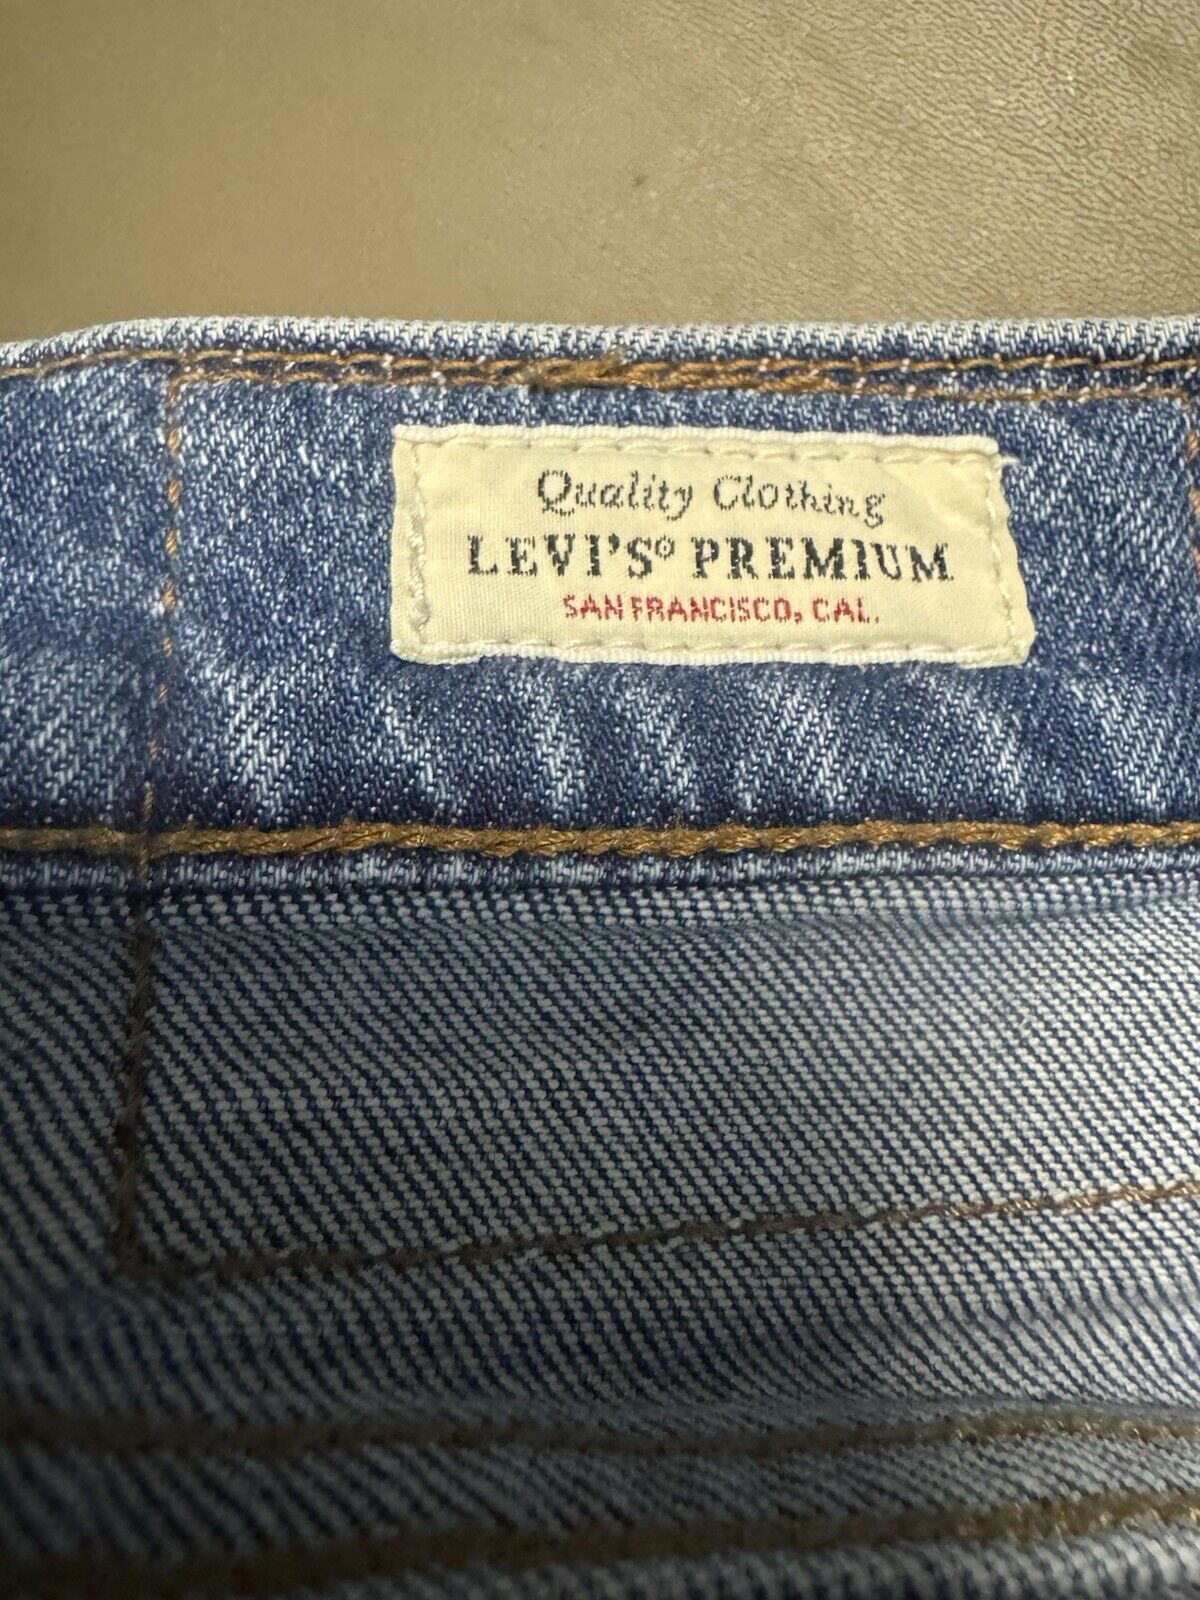 Quality Clothing
LEVI'S® PREMIUM
SAN FRANCISCO, CAL.